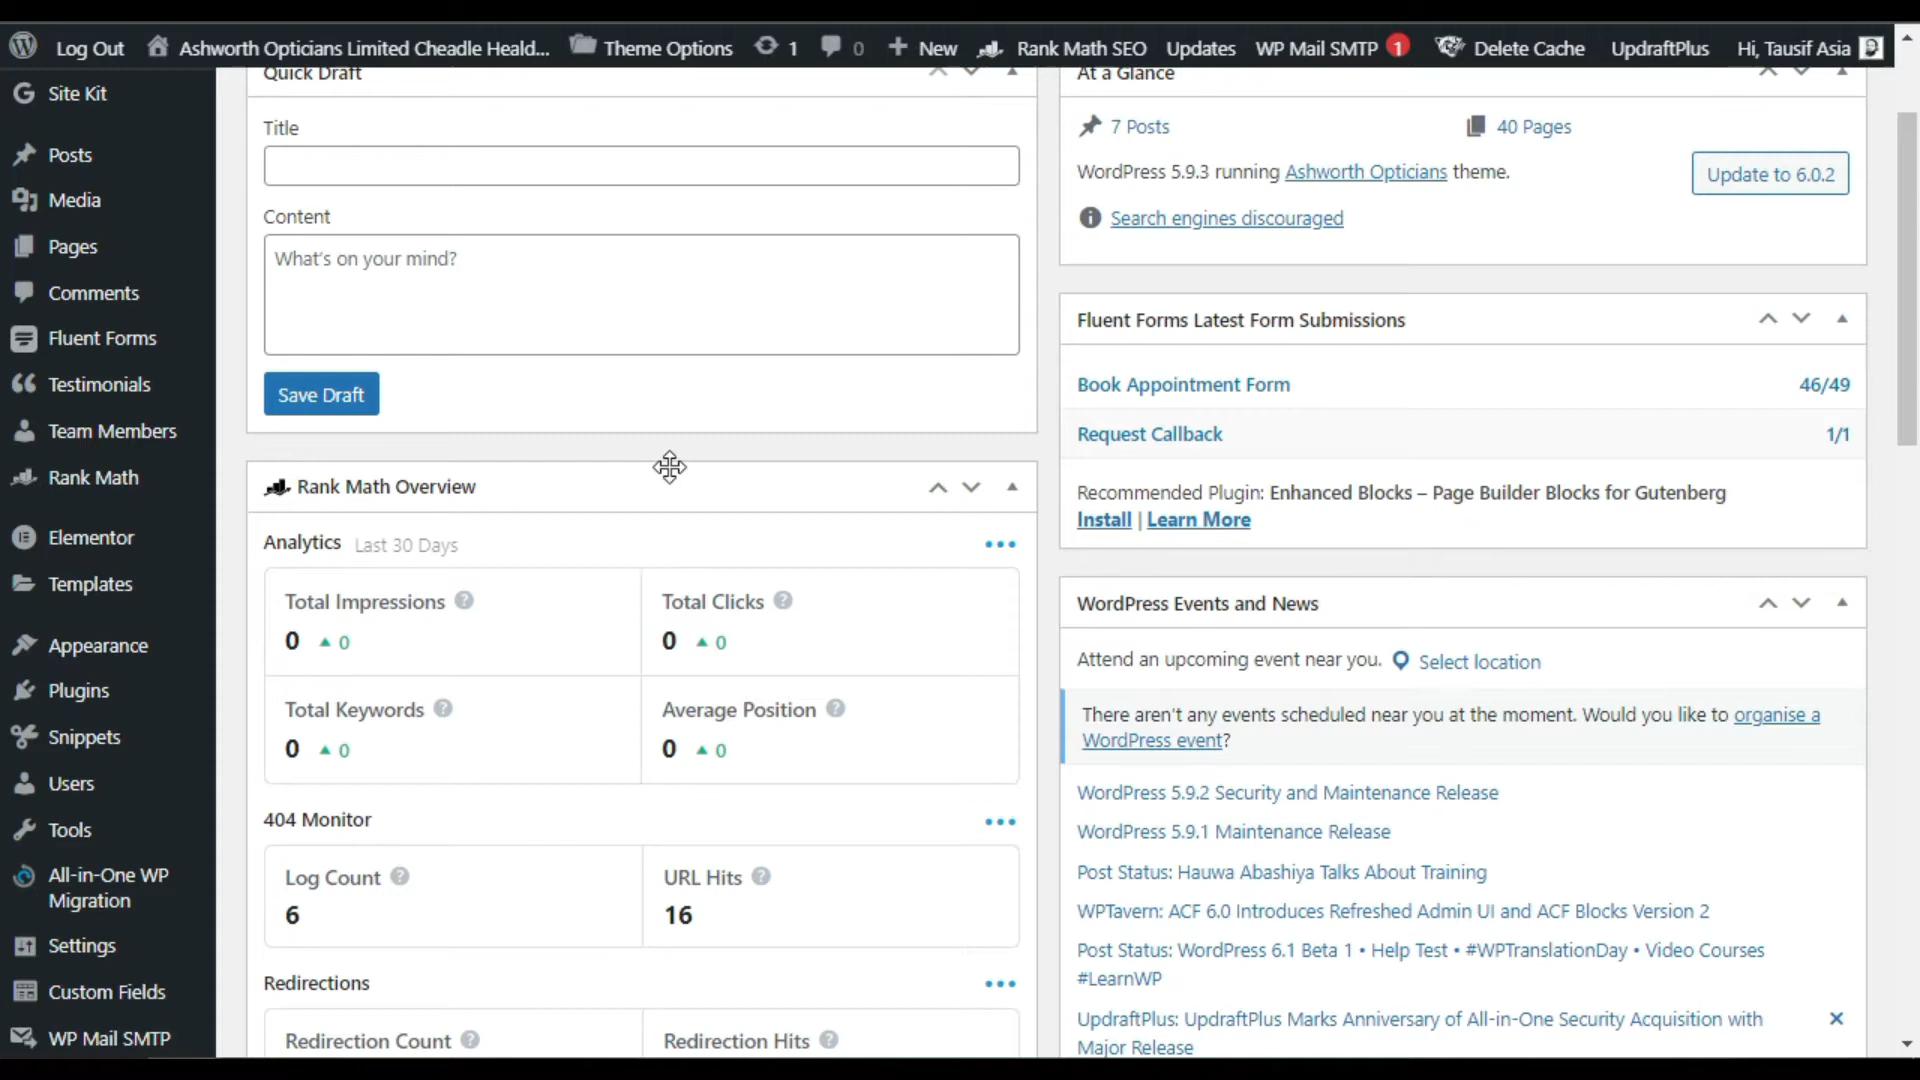 Log Out
Ashworth Opticians Limited Cheadle Heald...
Theme Options
1
0
New
Rank Math SEO
Updates
WP Mail SMTP 1
Delete Cache
UpdraftPlus
Hi, Tausif Asia
Site Kit
Posts
Media
Pages
Comments
Fluent Forms
Testimonials
Team Members
Rank Math
Elementor
Templates
Appearance
Plugins
Snippets
Users
Tools
All-in-One WP
Migration
Settings
Custom Fields
WP Mail SMTP
Quick Draft
Title
Content
What's on your mind?
Save Draft
Rank Math Overview
Analytics Last 30 Days
Total Impressions
0 0
Total Clicks
0 0
Total Keywords
0 0
Average Position
0 0
404 Monitor
Log Count
6
URL Hits
16
Redirections
Redirection Count
Redirection Hits
At a Glance
7 Posts
40 Pages
WordPress 5.9.3 running Ashworth Opticians theme.
Update to 6.0.2
Search engines discouraged
Fluent Forms Latest Form Submissions
Book Appointment Form 46/49
Request Callback 1/1
Recommended Plugin: Enhanced Blocks – Page Builder Blocks for Gutenberg
Install | Learn More
WordPress Events and News
Attend an upcoming event near you. Select location
There aren't any events scheduled near you at the moment. Would you like to organise a
WordPress event?
WordPress 5.9.2 Security and Maintenance Release
WordPress 5.9.1 Maintenance Release
Post Status: Hauwa Abashiya Talks About Training
WPTavern: ACF 6.0 Introduces Refreshed Admin UI and ACF Blocks Version 2
Post Status: WordPress 6.1 Beta 1 • Help Test • #WPTranslationDay • Video Courses
#LearnWP
UpdraftPlus: UpdraftPlus Marks Anniversary of All-in-One Security Acquisition with
Major Release